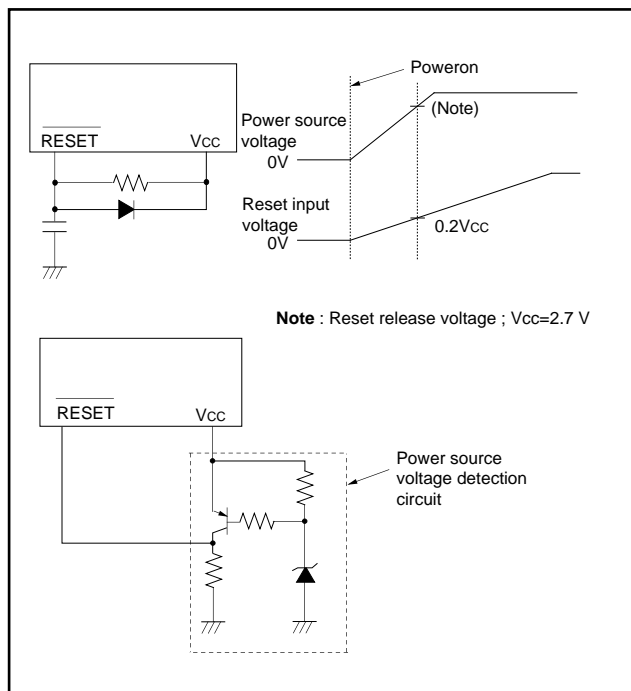 Poweron
(Note)
Power source
voltage
0V
RESET
VCC
Reset input
voltage
0V
0.2VCC
Note : Reset release voltage ; Vcc=2.7 V
RESET
VCC
Power source
voltage detection
circuit